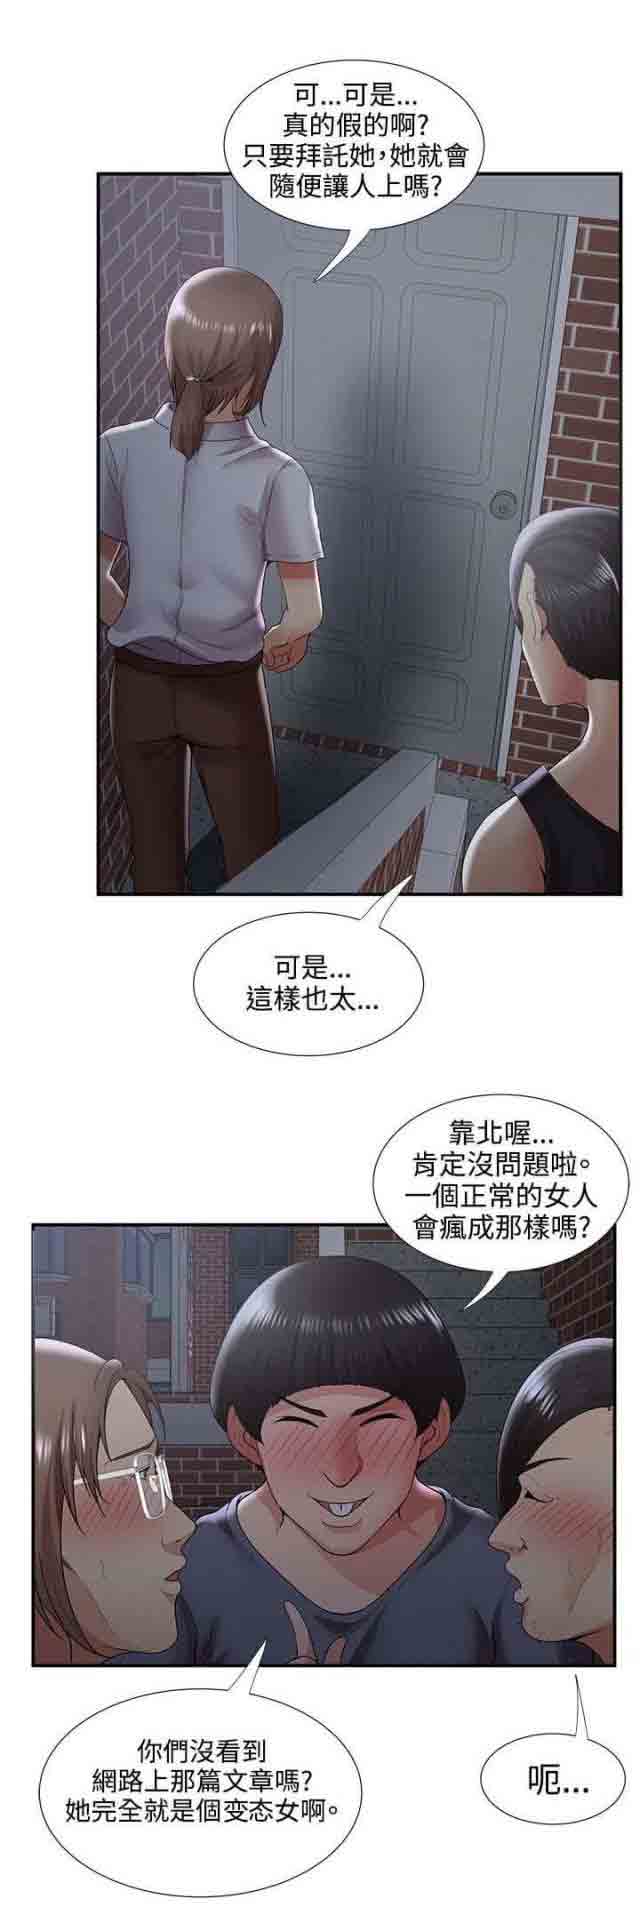 可...可是...
真的假的啊?
只要拜託她,她就會
隨便讓人上嗎?
可是...
這樣也太...
靠北喔...
肯定沒問題啦。
一個正常的女人
會瘋成那樣嗎?
你們沒看到
網路上那篇文章嗎?
她完全就是個变态女啊。
呃...